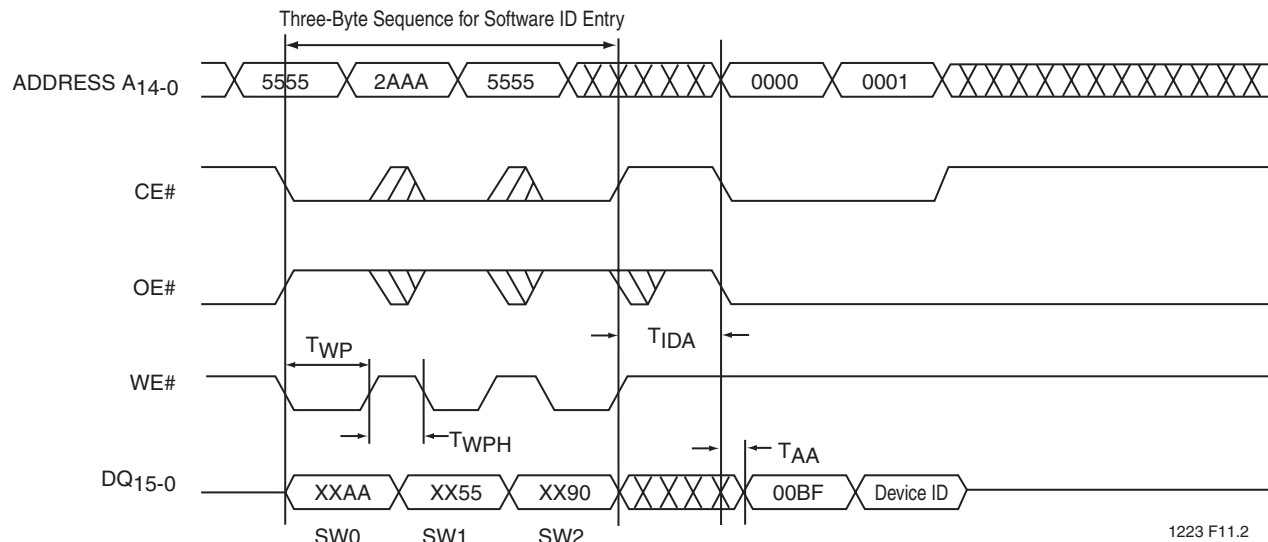 Three-Byte Sequence for Software ID Entry
ADDRESS A14-0
5555 2AAA 5555 0000 0001
CE#
OE#
TIDA
TWP
WE#
TWPH
TAA
DQ15-0
XXAA XX55 XX90 00BF Device ID
SW0 SW1 SW2
1223 F11.2